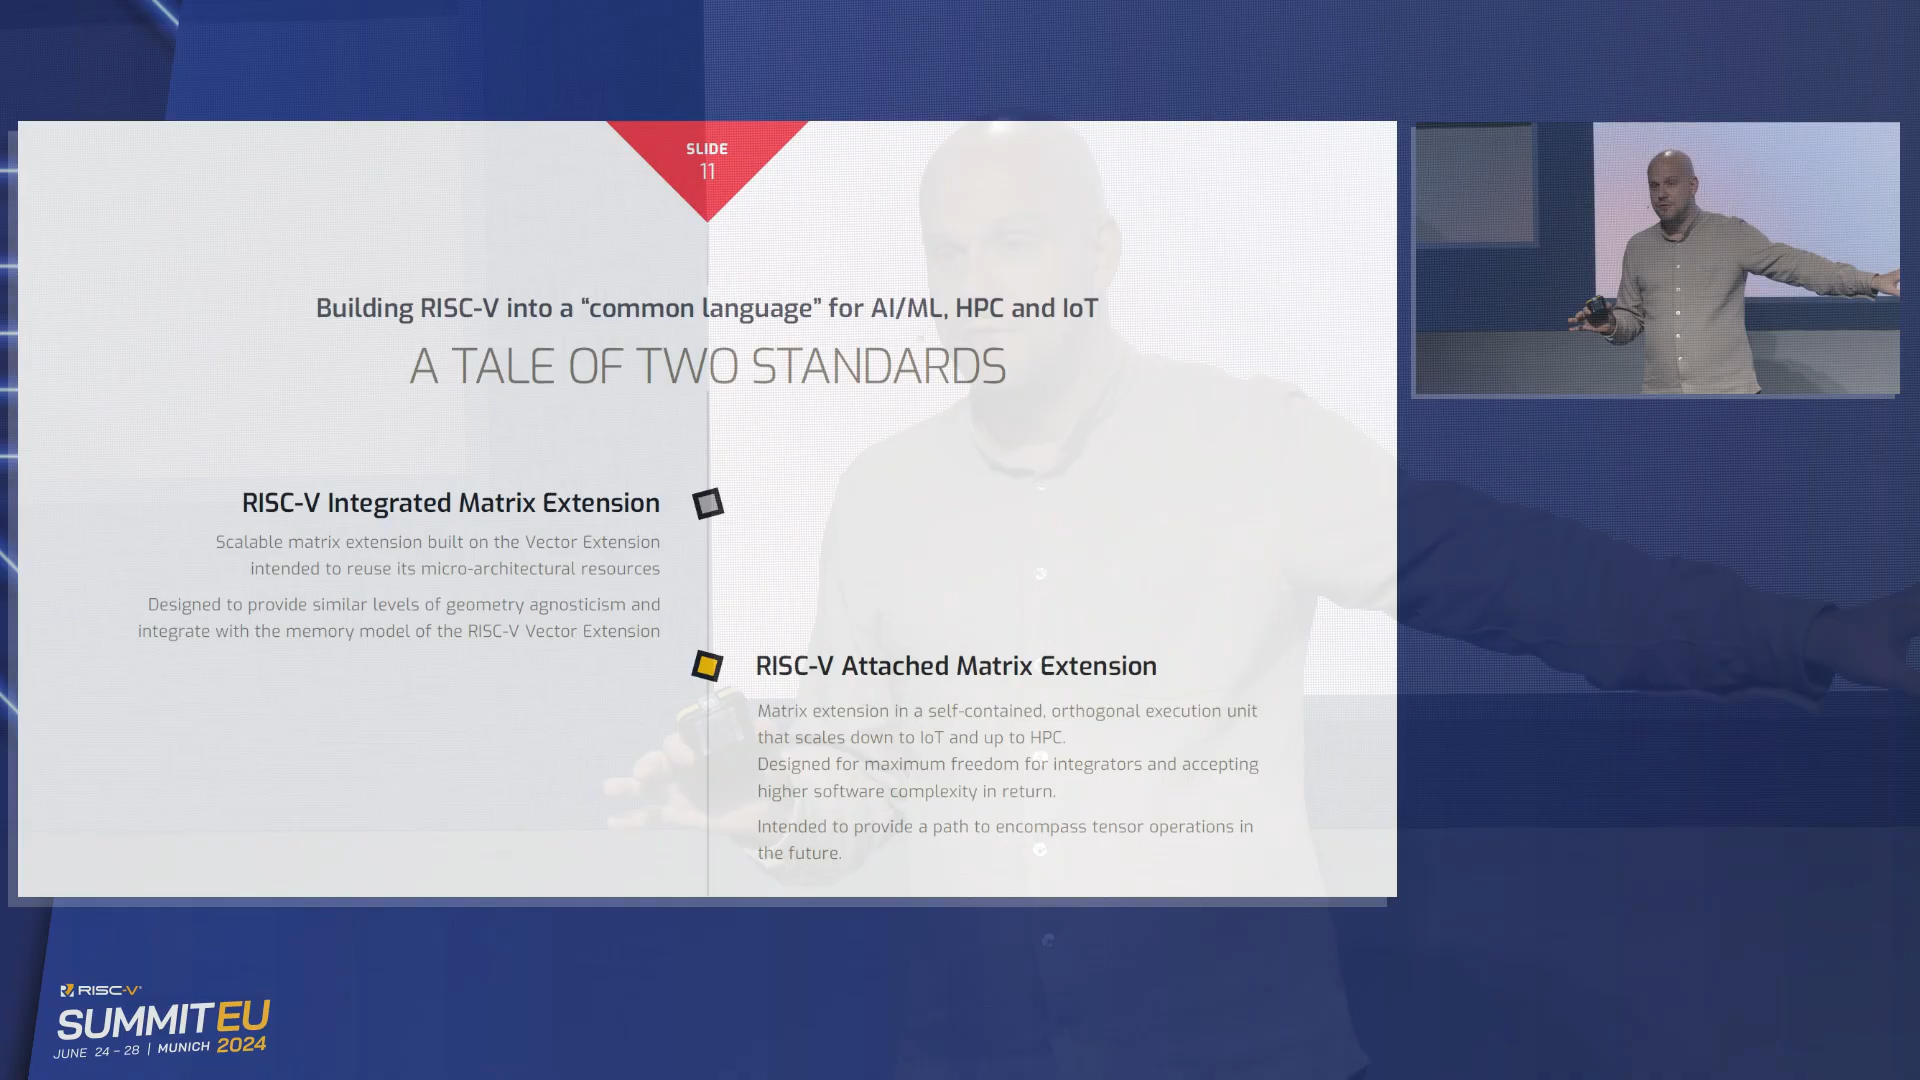 SLIDE
11
Building RISC-V into a “common language” for AI/ML, HPC and IoT
A TALE OF TWO STANDARDS
RISC-V Integrated Matrix Extension
Scalable matrix extension built on the Vector Extension
intended to reuse its micro-architectural resources
Designed to provide similar levels of geometry agnosticism and
integrate with the memory model of the RISC-V Vector Extension
RISC-V Attached Matrix Extension
Matrix extension in a self-contained, orthogonal execution unit
that scales down to IoT and up to HPC.
Designed for maximum freedom for integrators and accepting
higher software complexity in return.
Intended to provide a path to encompass tensor operations in
the future.
RISC-V®
SUMMIT EU
JUNE 24 – 28 | MUNICH 2024